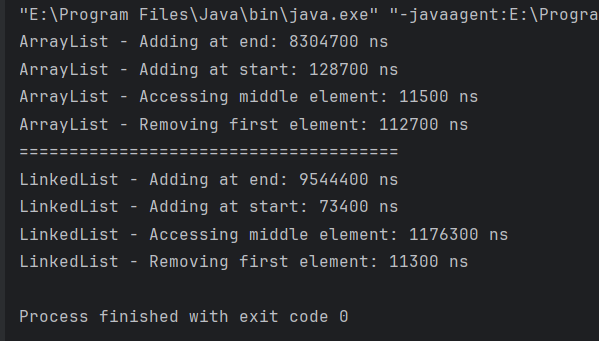 "E:\Program Files\Java\bin\java.exe" "-javaagent:E:\Progra
ArrayList - Adding at end: 8304700 ns
ArrayList - Adding at start: 128700 ns
ArrayList - Accessing middle element: 11500 ns
ArrayList - Removing first element: 112700 ns
======================================
LinkedList - Adding at end: 9544400 ns
LinkedList - Adding at start: 73400 ns
LinkedList - Accessing middle element: 1176300 ns
LinkedList - Removing first element: 11300 ns
Process finished with exit code 0